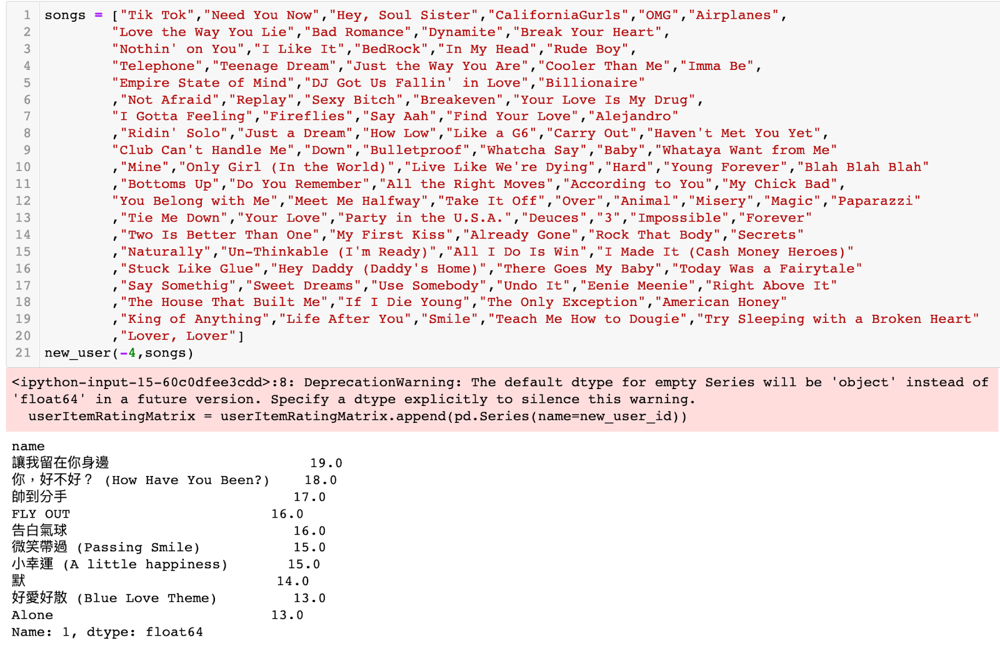 1 songs = ["Tik Tok","Need You Now","Hey, Soul Sister","CaliforniaGurls","OMG","Airplanes",
2 "Love the Way You Lie","Bad Romance","Dynamite","Break Your Heart",
3 "Nothin' on You","I Like It","BedRock","In My Head","Rude Boy",
4 "Telephone","Teenage Dream","Just the Way You Are","Cooler Than Me","Imma Be",
5 "Empire State of Mind","DJ Got Us Fallin' in Love","Billionaire"
6 ,"Not Afraid","Replay","Sexy Bitch","Breakeven","Your Love Is My Drug",
7 "I Gotta Feeling","Fireflies","Say Aah","Find Your Love","Alejandro"
8 ,"Ridin' Solo","Just a Dream","How Low","Like a G6","Carry Out","Haven't Met You Yet",
9 "Club Can't Handle Me","Down","Bulletproof","Whatcha Say","Baby","Whataya Want from Me"
10 ,"Mine","Only Girl (In the World)","Live Like We're Dying","Hard","Young Forever","Blah Blah Blah"
11 ,"Bottoms Up","Do You Remember","All the Right Moves","According to You","My Chick Bad",
12 "You Belong with Me","Meet Me Halfway","Take It Off","Over","Animal","Misery","Magic","Paparazzi"
13 ,"Tie Me Down","Your Love","Party in the U.S.A.","Deuces","3","Impossible","Forever"
14 ,"Two Is Better Than One","My First Kiss","Already Gone","Rock That Body","Secrets"
15 ,"Naturally","Un-Thinkable (I'm Ready)","All I Do Is Win","I Made It (Cash Money Heroes)"
16 ,"Stuck Like Glue","Hey Daddy (Daddy's Home)","There Goes My Baby","Today Was a Fairytale"
17 ,"Say Somethig","Sweet Dreams","Use Somebody","Undo It","Eenie Meenie","Right Above It"
18 ,"The House That Built Me","If I Die Young","The Only Exception","American Honey"
19 ,"King of Anything","Life After You","Smile","Teach Me How to Dougie","Try Sleeping with a Broken Heart"
20 ,"Lover, Lover"]
21 new_user(-4,songs)
<ipython-input-15-60c0dfee3cdd>:8: DeprecationWarning: The default dtype for empty Series will be 'object' instead of
'float64' in a future version. Specify a dtype explicitly to silence this warning.
userItemRatingMatrix = userItemRatingMatrix.append(pd.Series(name=new_user_id))
name
讓我留在你身邊 19.0
你，好不好？ (How Have You Been?) 18.0
帥到分手 17.0
FLY OUT 16.0
告白氣球 16.0
微笑帶過 (Passing Smile) 15.0
小幸運 (A little happiness) 15.0
默 14.0
好愛好散 (Blue Love Theme) 13.0
Alone 13.0
Name: 1, dtype: float64